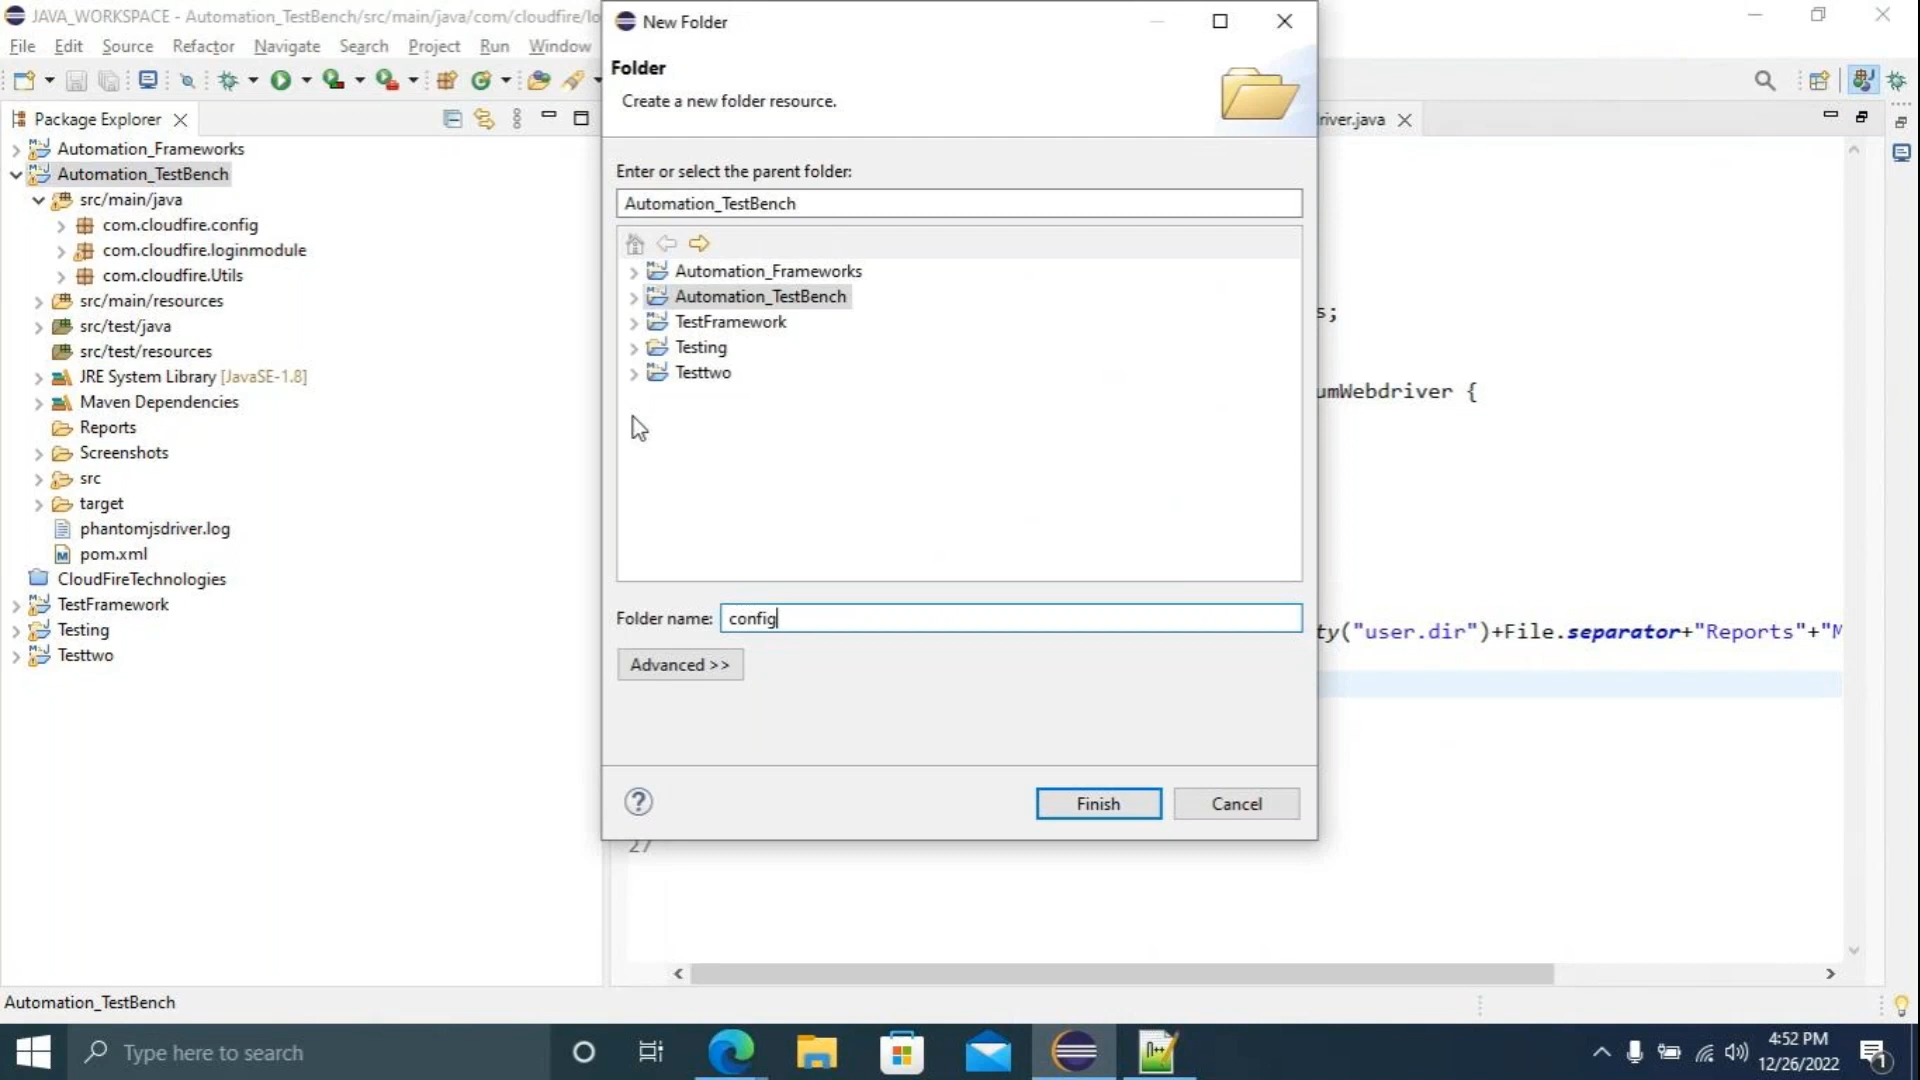 JAVA_WORKSPACE - Automation_TestBench/src/main/java/com/cloudfire/lo
File Edit Source Refactor Navigate Search Project Run Window
Package Explorer
Automation_Frameworks
Automation_TestBench
src/main/java
com.cloudfire.config
com.cloudfire.loginmodule
com.cloudfire.Utils
src/main/resources
src/test/java
src/test/resources
JRE System Library [JavaSE-1.8]
Maven Dependencies
Reports
Screenshots
src
target
phantomjsdriver.log
pom.xml
CloudFireTechnologies
TestFramework
Testing
Testtwo
New Folder
Folder
Create a new folder resource.
Enter or select the parent folder:
Automation_TestBench
Automation_Frameworks
Automation_TestBench
TestFramework
Testing
Testtwo
Folder name: config
Advanced >>
Finish Cancel
river.java
s;
umWebdriver {
ty("user.dir")+File.separator+"Reports"+"M
27
Automation_TestBench
Type here to search
4:52 PM
12/26/2022
1